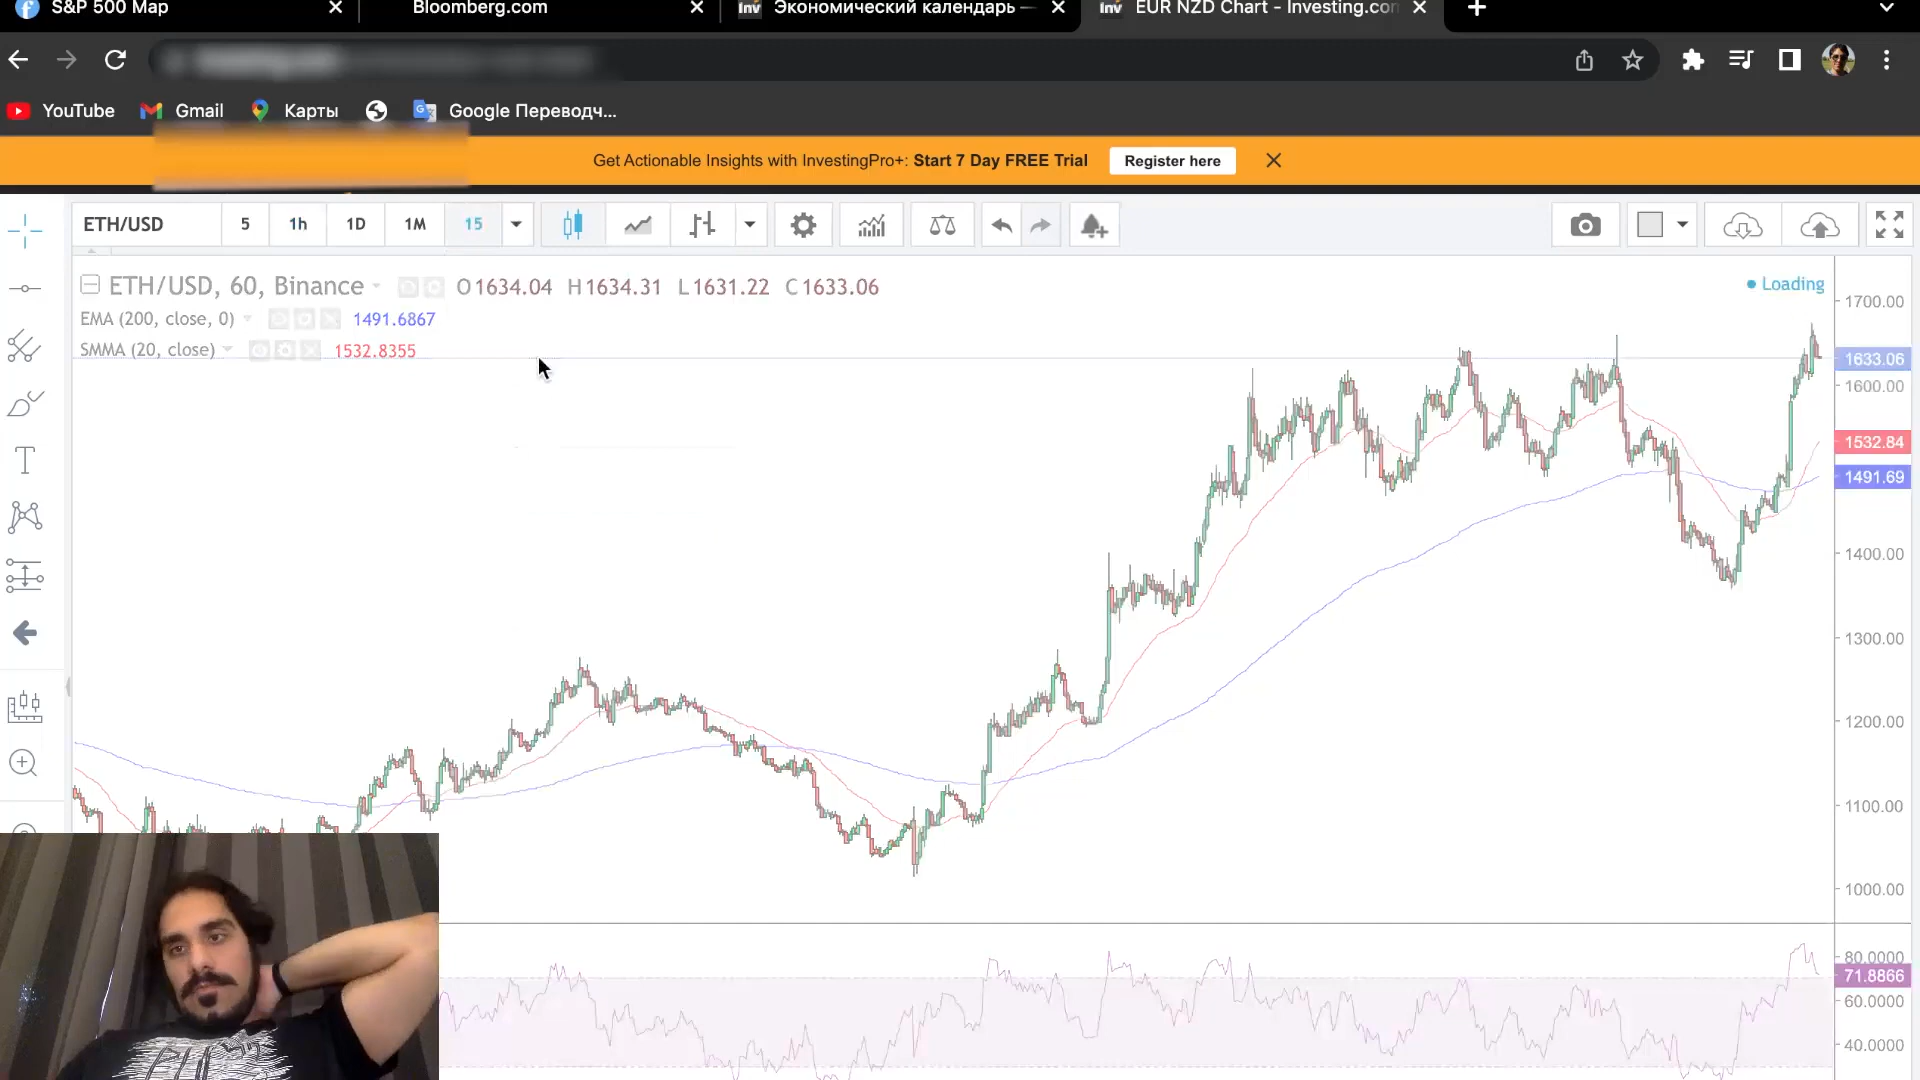 S&P 500 Map
Bloomberg.com
Inv Экономический календарь —
Inv EUR NZD Chart - Investing.con
YouTube
Gmail
Карты
Google Переводч...
Get Actionable Insights with InvestingPro+: Start 7 Day FREE Trial
Register here
ETH/USD
5
1h
1D
1M
15
ETH/USD, 60, Binance
O1634.04 H1634.31 L1631.22 C1633.06
Loading
EMA (200, close, 0)
1491.6867
SMMA (20, close)
1532.8355
1700.00
1633.06
1600.00
1532.84
1491.69
1400.00
1300.00
1200.00
1100.00
1000.00
80.0000
71.8866
60.0000
40.0000